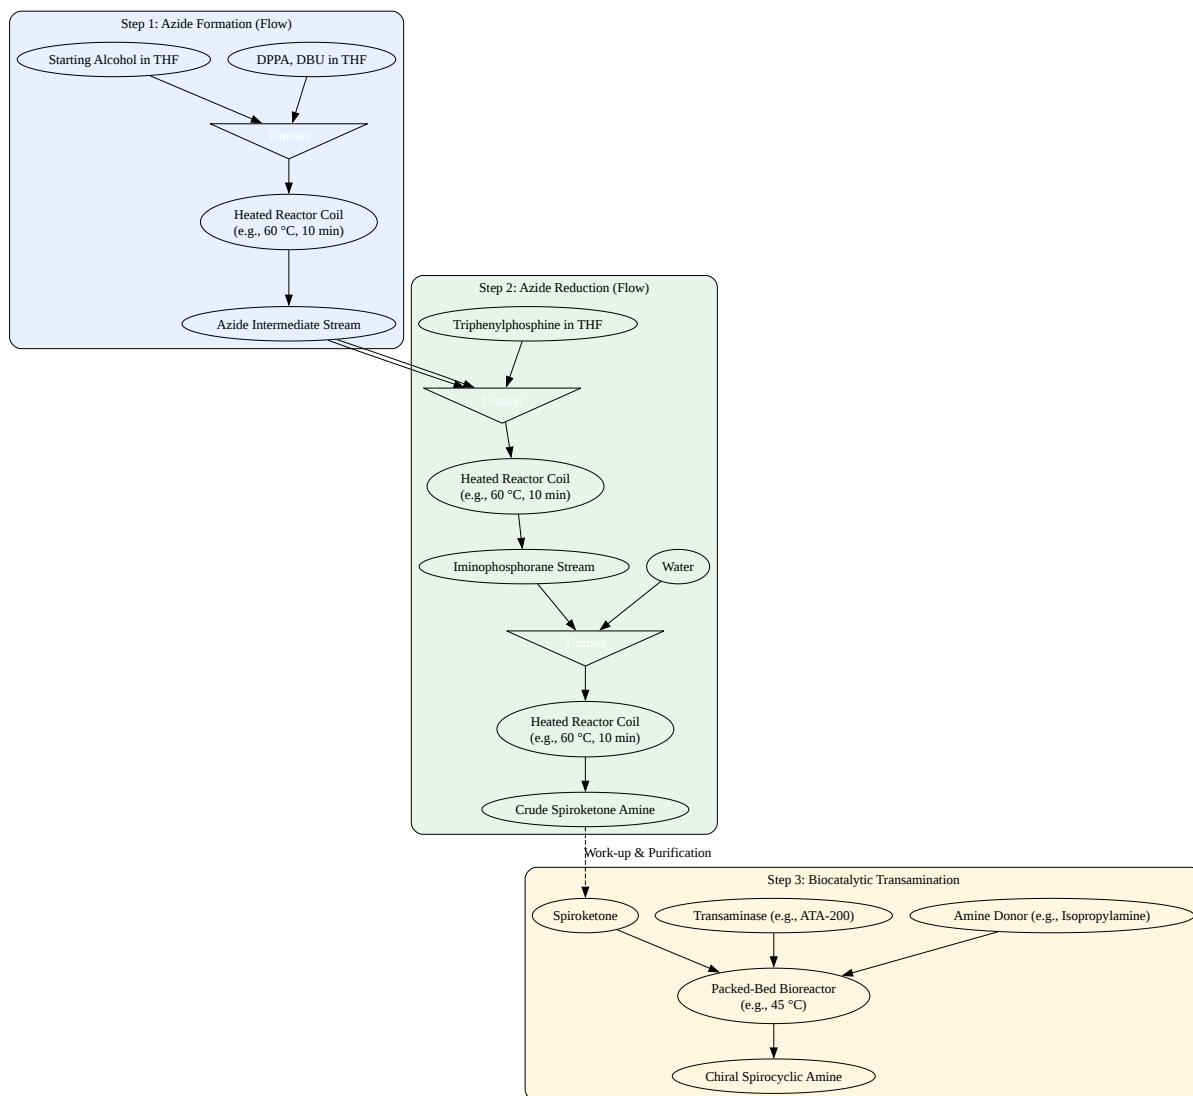 Step 1: Azide Formation (Flow)
Starting Alcohol in THF
DPPA, DBU in THF
T-mixer
Heated Reactor Coil
(e.g., 60 °C, 10 min)
Azide Intermediate Stream
Step 2: Azide Reduction (Flow)
Triphenylphosphine in THF
T-mixer
Heated Reactor Coil
(e.g., 60 °C, 10 min)
Iminophosphorane Stream
Water
T-mixer
Heated Reactor Coil
(e.g., 60 °C, 10 min)
Crude Spiroketone Amine
Work-up & Purification
Step 3: Biocatalytic Transamination
Spiroketone
Transaminase (e.g., ATA-200)
Amine Donor (e.g., Isopropylamine)
Packed-Bed Bioreactor
(e.g., 45 °C)
Chiral Spirocyclic Amine